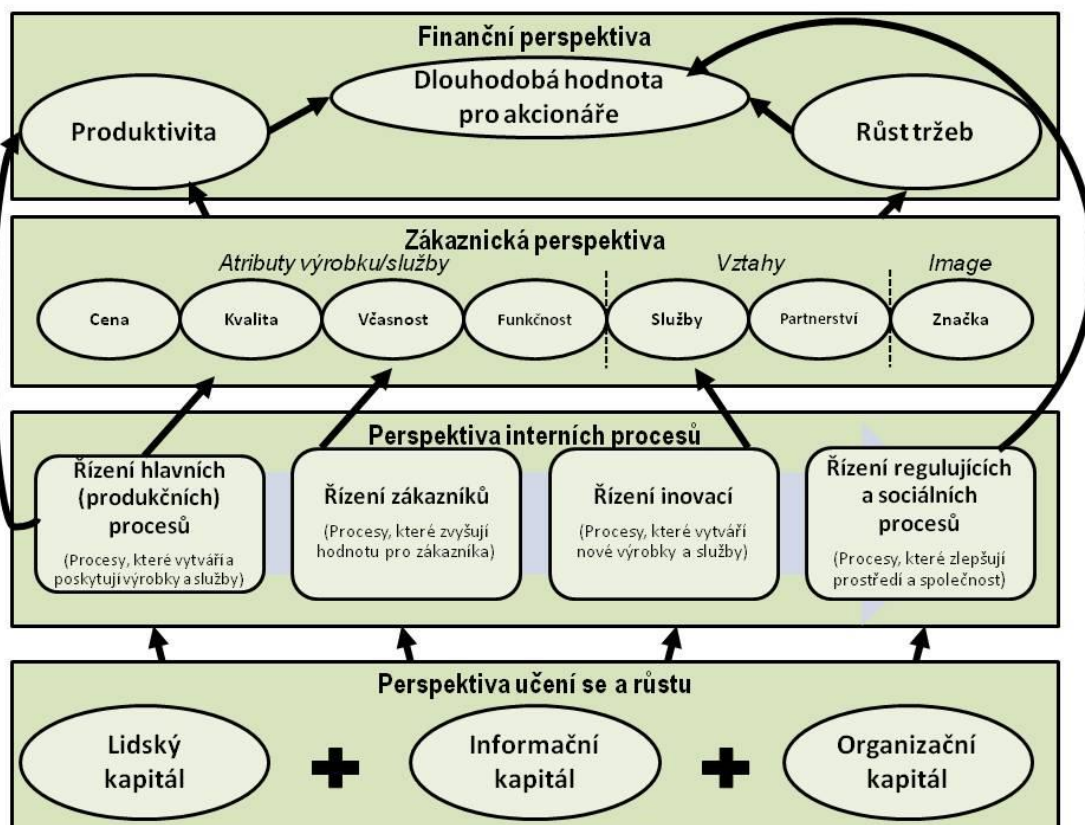 Finanční perspektiva
Dlouhodobá hodnota
pro akcionáře
Produktivita
Růst tržeb
Zákaznická perspektiva
Atributy výrobku/služby
Vztahy
Image
Cena
Kvalita
Včasnost
Funkčnost
Služby
Partnerství
Značka
Perspektiva interních procesů
Řízení hlavních
(produkčních)
procesů
(Procesy, které vytváří a
poskytují výrobky a služby)
Řízení zákazníků
(Procesy, které zvyšují
hodnotu pro zákazníka)
Řízení inovací
(Procesy, které vytváří
nové výrobky a služby)
Řízení regulujících
a sociálních
procesů
(Procesy, které zlepšují
prostředí a společnost)
Perspektiva učení se a růstu
Lidský
kapitál
Informační
kapitál
Organizační
kapitál